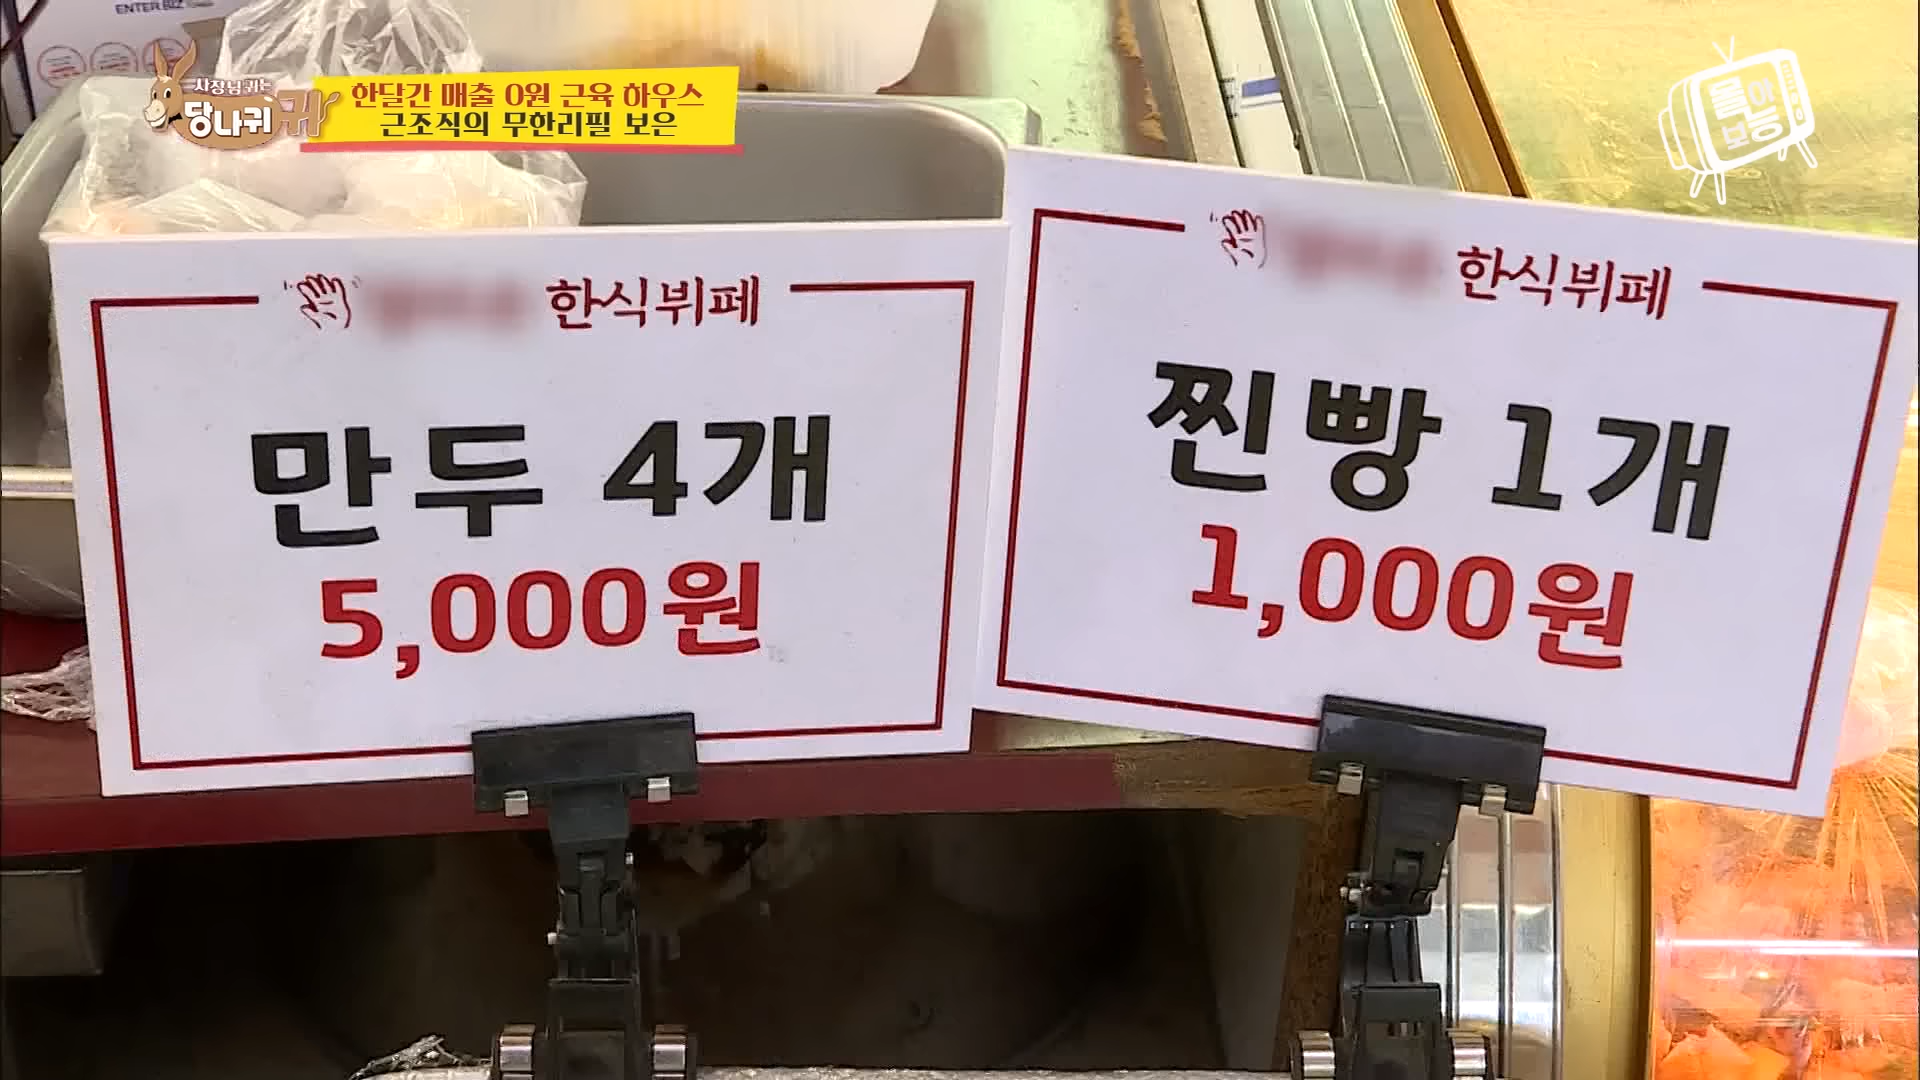 ENTER BIZ
사장님 귀는
당나귀 귀
한달간 매출 0원 근육 하우스
근조직의 무한리필 보은
몰아보능
한식뷔페
만두 4개
5,000원
한식뷔페
찐빵 1개
1,000원